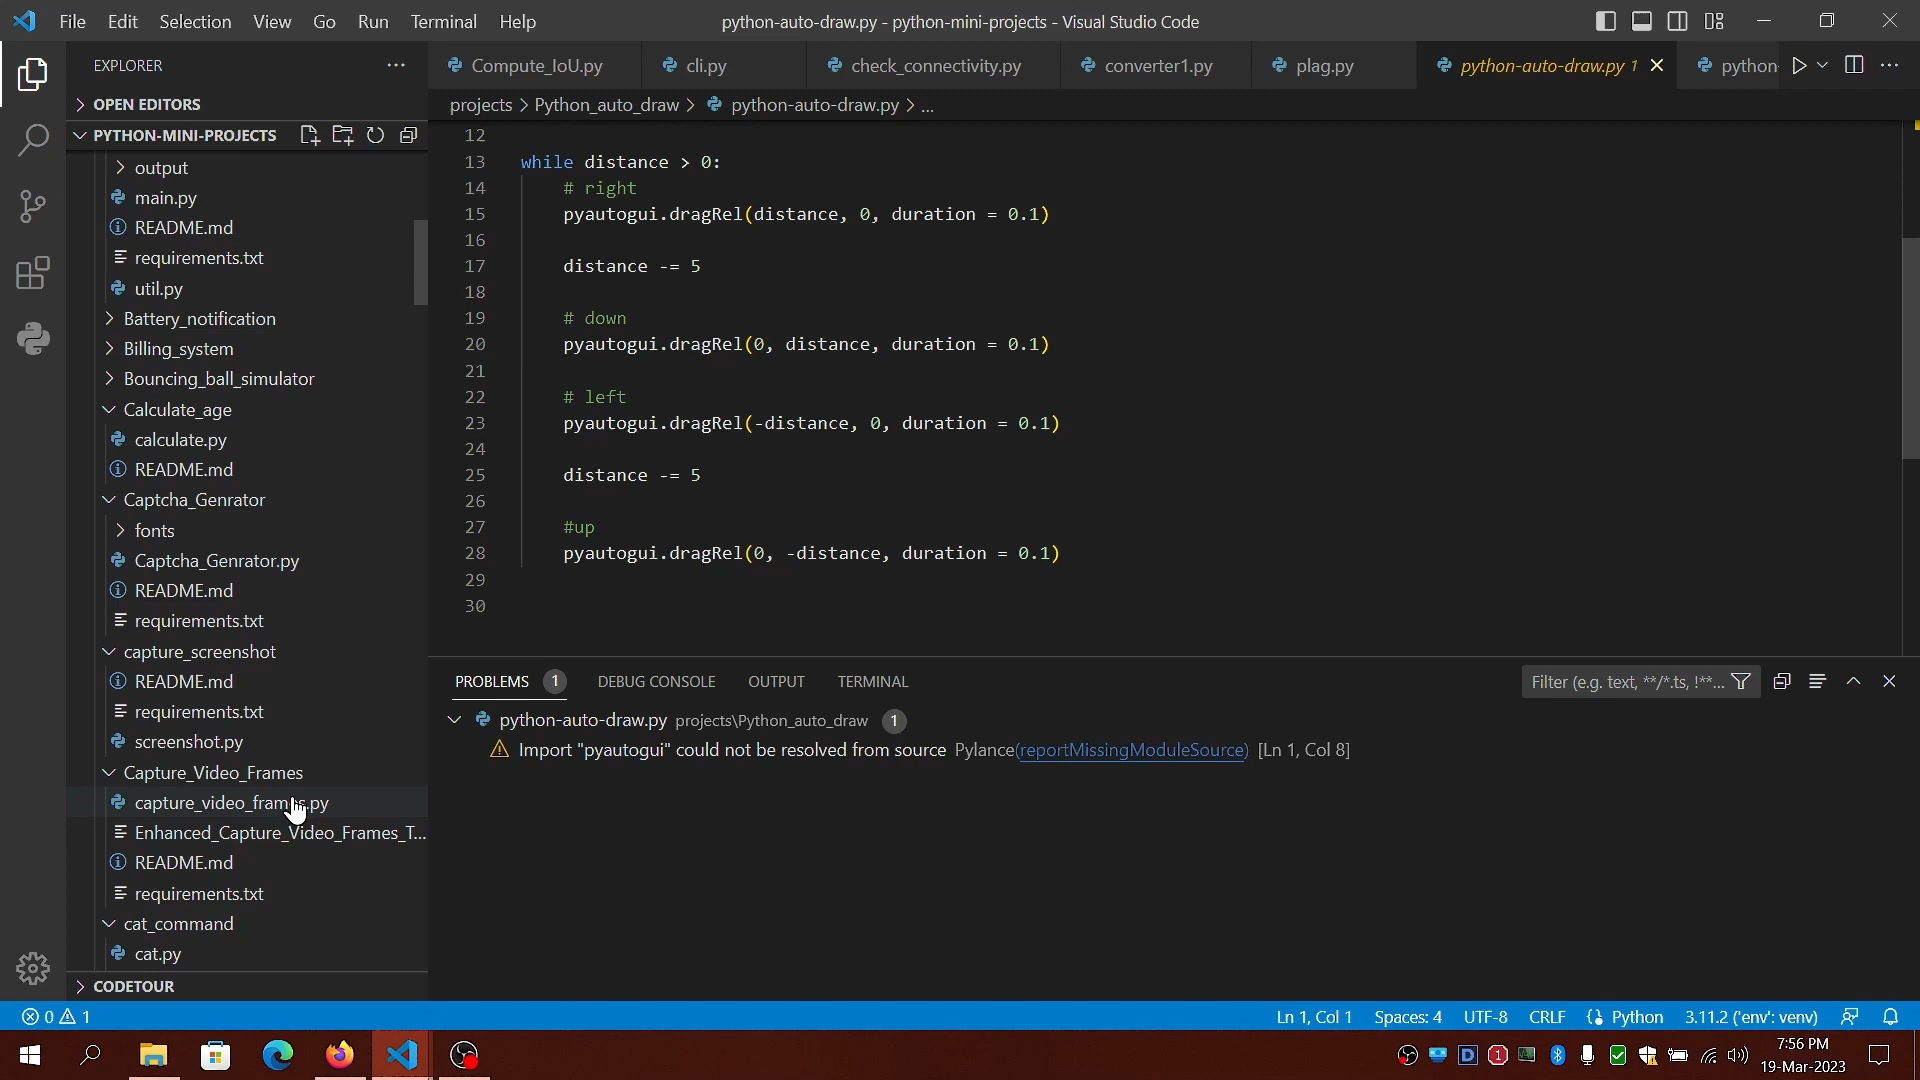 File Edit Selection View Go Run Terminal Help
python-auto-draw.py - python-mini-projects - Visual Studio Code
EXPLORER
OPEN EDITORS
PYTHON-MINI-PROJECTS
output
main.py
README.md
requirements.txt
util.py
Battery_notification
Billing_system
Bouncing_ball_simulator
Calculate_age
calculate.py
README.md
Captcha_Genrator
fonts
Captcha_Genrator.py
README.md
requirements.txt
capture_screenshot
README.md
requirements.txt
screenshot.py
Capture_Video_Frames
capture_video_frames.py
Enhanced_Capture_Video_Frames_T...
README.md
requirements.txt
cat_command
cat.py
CODETOUR
Compute_IoU.py cli.py check_connectivity.py converter1.py plag.py python-auto-draw.py 1 python
projects > Python_auto_draw > python-auto-draw.py > ...
12
13 while distance > 0:
14 # right
15 pyautogui.dragRel(distance, 0, duration = 0.1)
16
17 distance -= 5
18
19 # down
20 pyautogui.dragRel(0, distance, duration = 0.1)
21
22 # left
23 pyautogui.dragRel(-distance, 0, duration = 0.1)
24
25 distance -= 5
26
27 #up
28 pyautogui.dragRel(0, -distance, duration = 0.1)
29
30
PROBLEMS 1 DEBUG CONSOLE OUTPUT TERMINAL
Filter (e.g. text, **/*.ts, !**...
python-auto-draw.py projects\Python_auto_draw 1
Import "pyautogui" could not be resolved from source Pylance(reportMissingModuleSource) [Ln 1, Col 8]
0 1
Ln 1, Col 1 Spaces: 4 UTF-8 CRLF Python 3.11.2 ('env': venv)
7:56 PM
19-Mar-2023